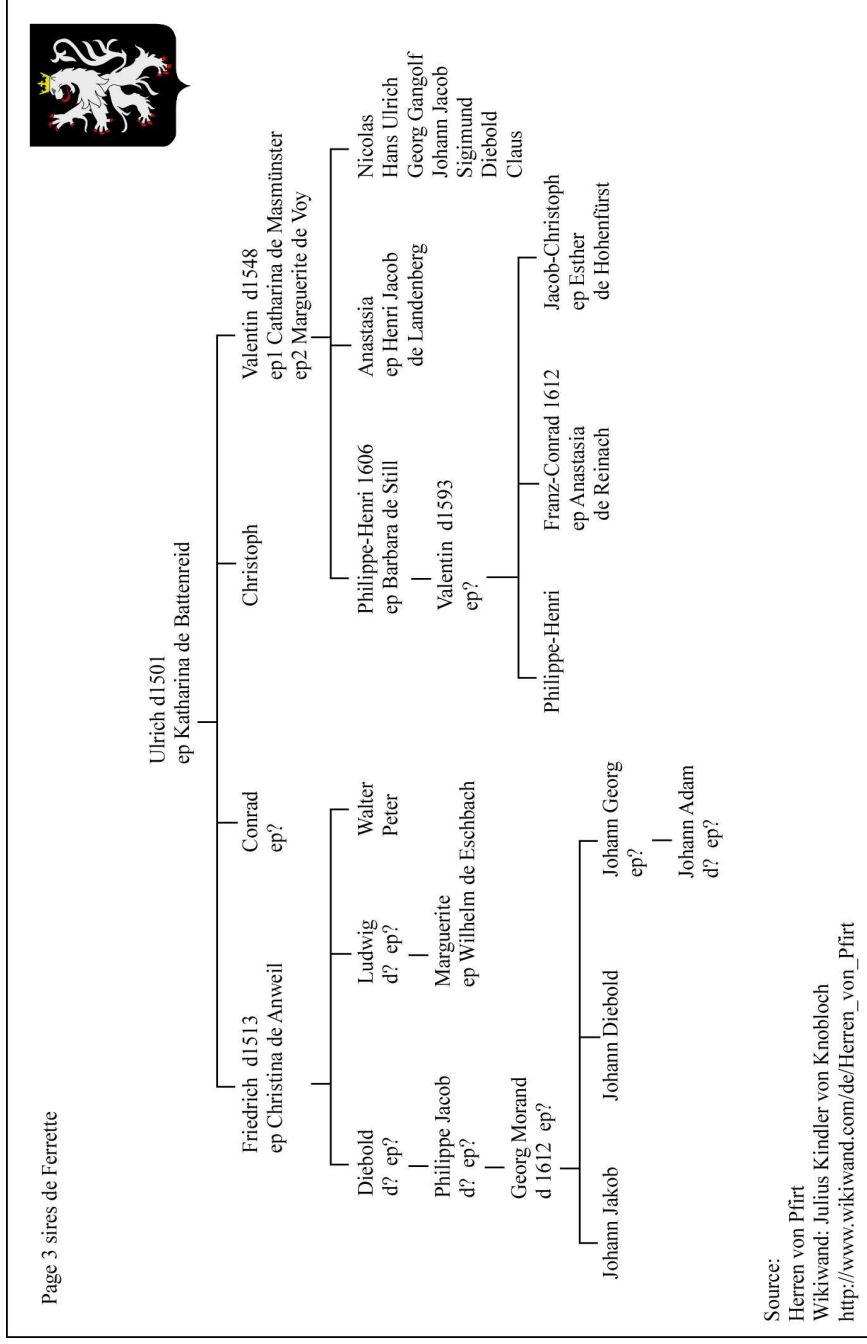 Page 3 sires de Ferrette
Ulrich d1501
ep Katharina de Battenreid
Friedrich d1513
ep Christina de Anweil
Conrad
ep?
Christoph
Valentin d1548
ep1 Catharina de Masmünster
ep2 Marguerite de Voy
Diebold
d? ep?
Ludwig
d? ep?
Walter
Peter
Philippe-Henri 1606
ep Barbara de Still
Anastasia
ep Henri Jacob
de Landenberg
Nicolas
Hans Ulrich
Georg Gangolf
Johann Jacob
Sigimund
Diebold
Claus
Philippe Jacob
d? ep?
Marguerite
ep Wilhelm de Eschbach
Valentin d1593
ep?
Georg Morand
d 1612 ep?
Philippe-Henri
Franz-Conrad 1612
ep Anastasia
de Reinach
Jacob-Christoph
ep Esther
de Hohenfürst
Johann Jakob
Johann Diebold
Johann Georg
ep?
Johann Adam
d? ep?
Source:
Herren von Pfirt
Wikiwand: Julius Kindler von Knobloch
http://www.wikiwand.com/de/Herren_von_Pfirt